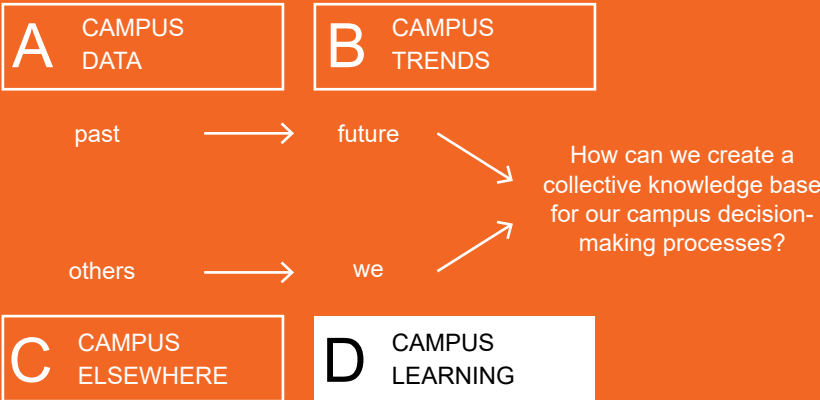 A CAMPUS
DATA
B CAMPUS
TRENDS
past
future
How can we create a
collective knowledge base
for our campus decision-
making processes?
others
we
C CAMPUS
ELSEWHERE
D CAMPUS
LEARNING